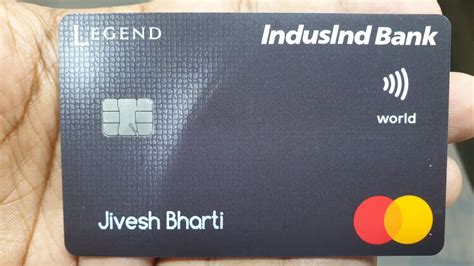 LEGEND
IndusInd Bank
world
Jivesh Bharti